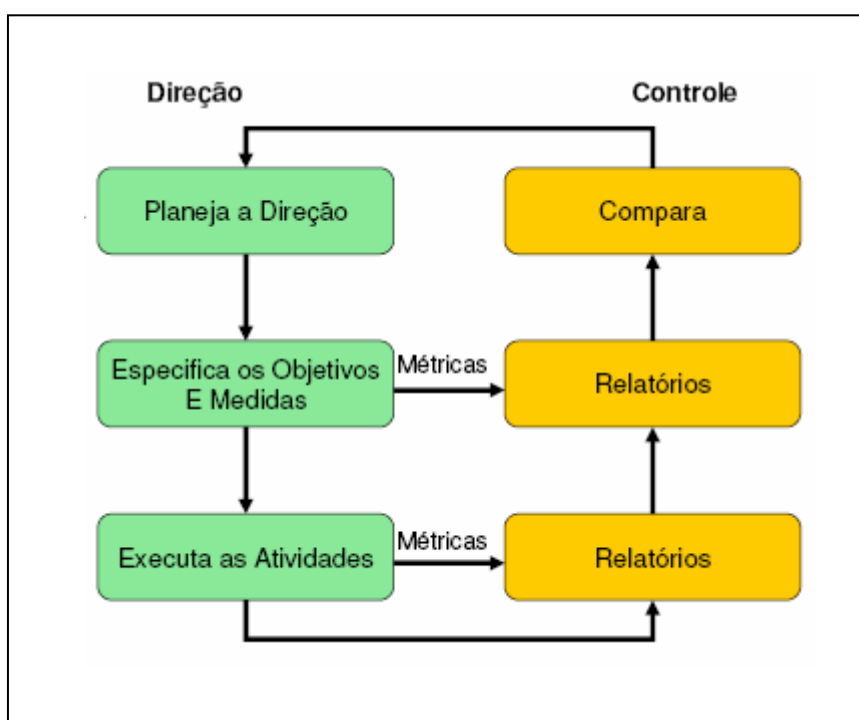 Direção
Controle
Planeja a Direção
Compara
Especifica os Objetivos
E Medidas
Métricas
Relatórios
Executa as Atividades
Métricas
Relatórios